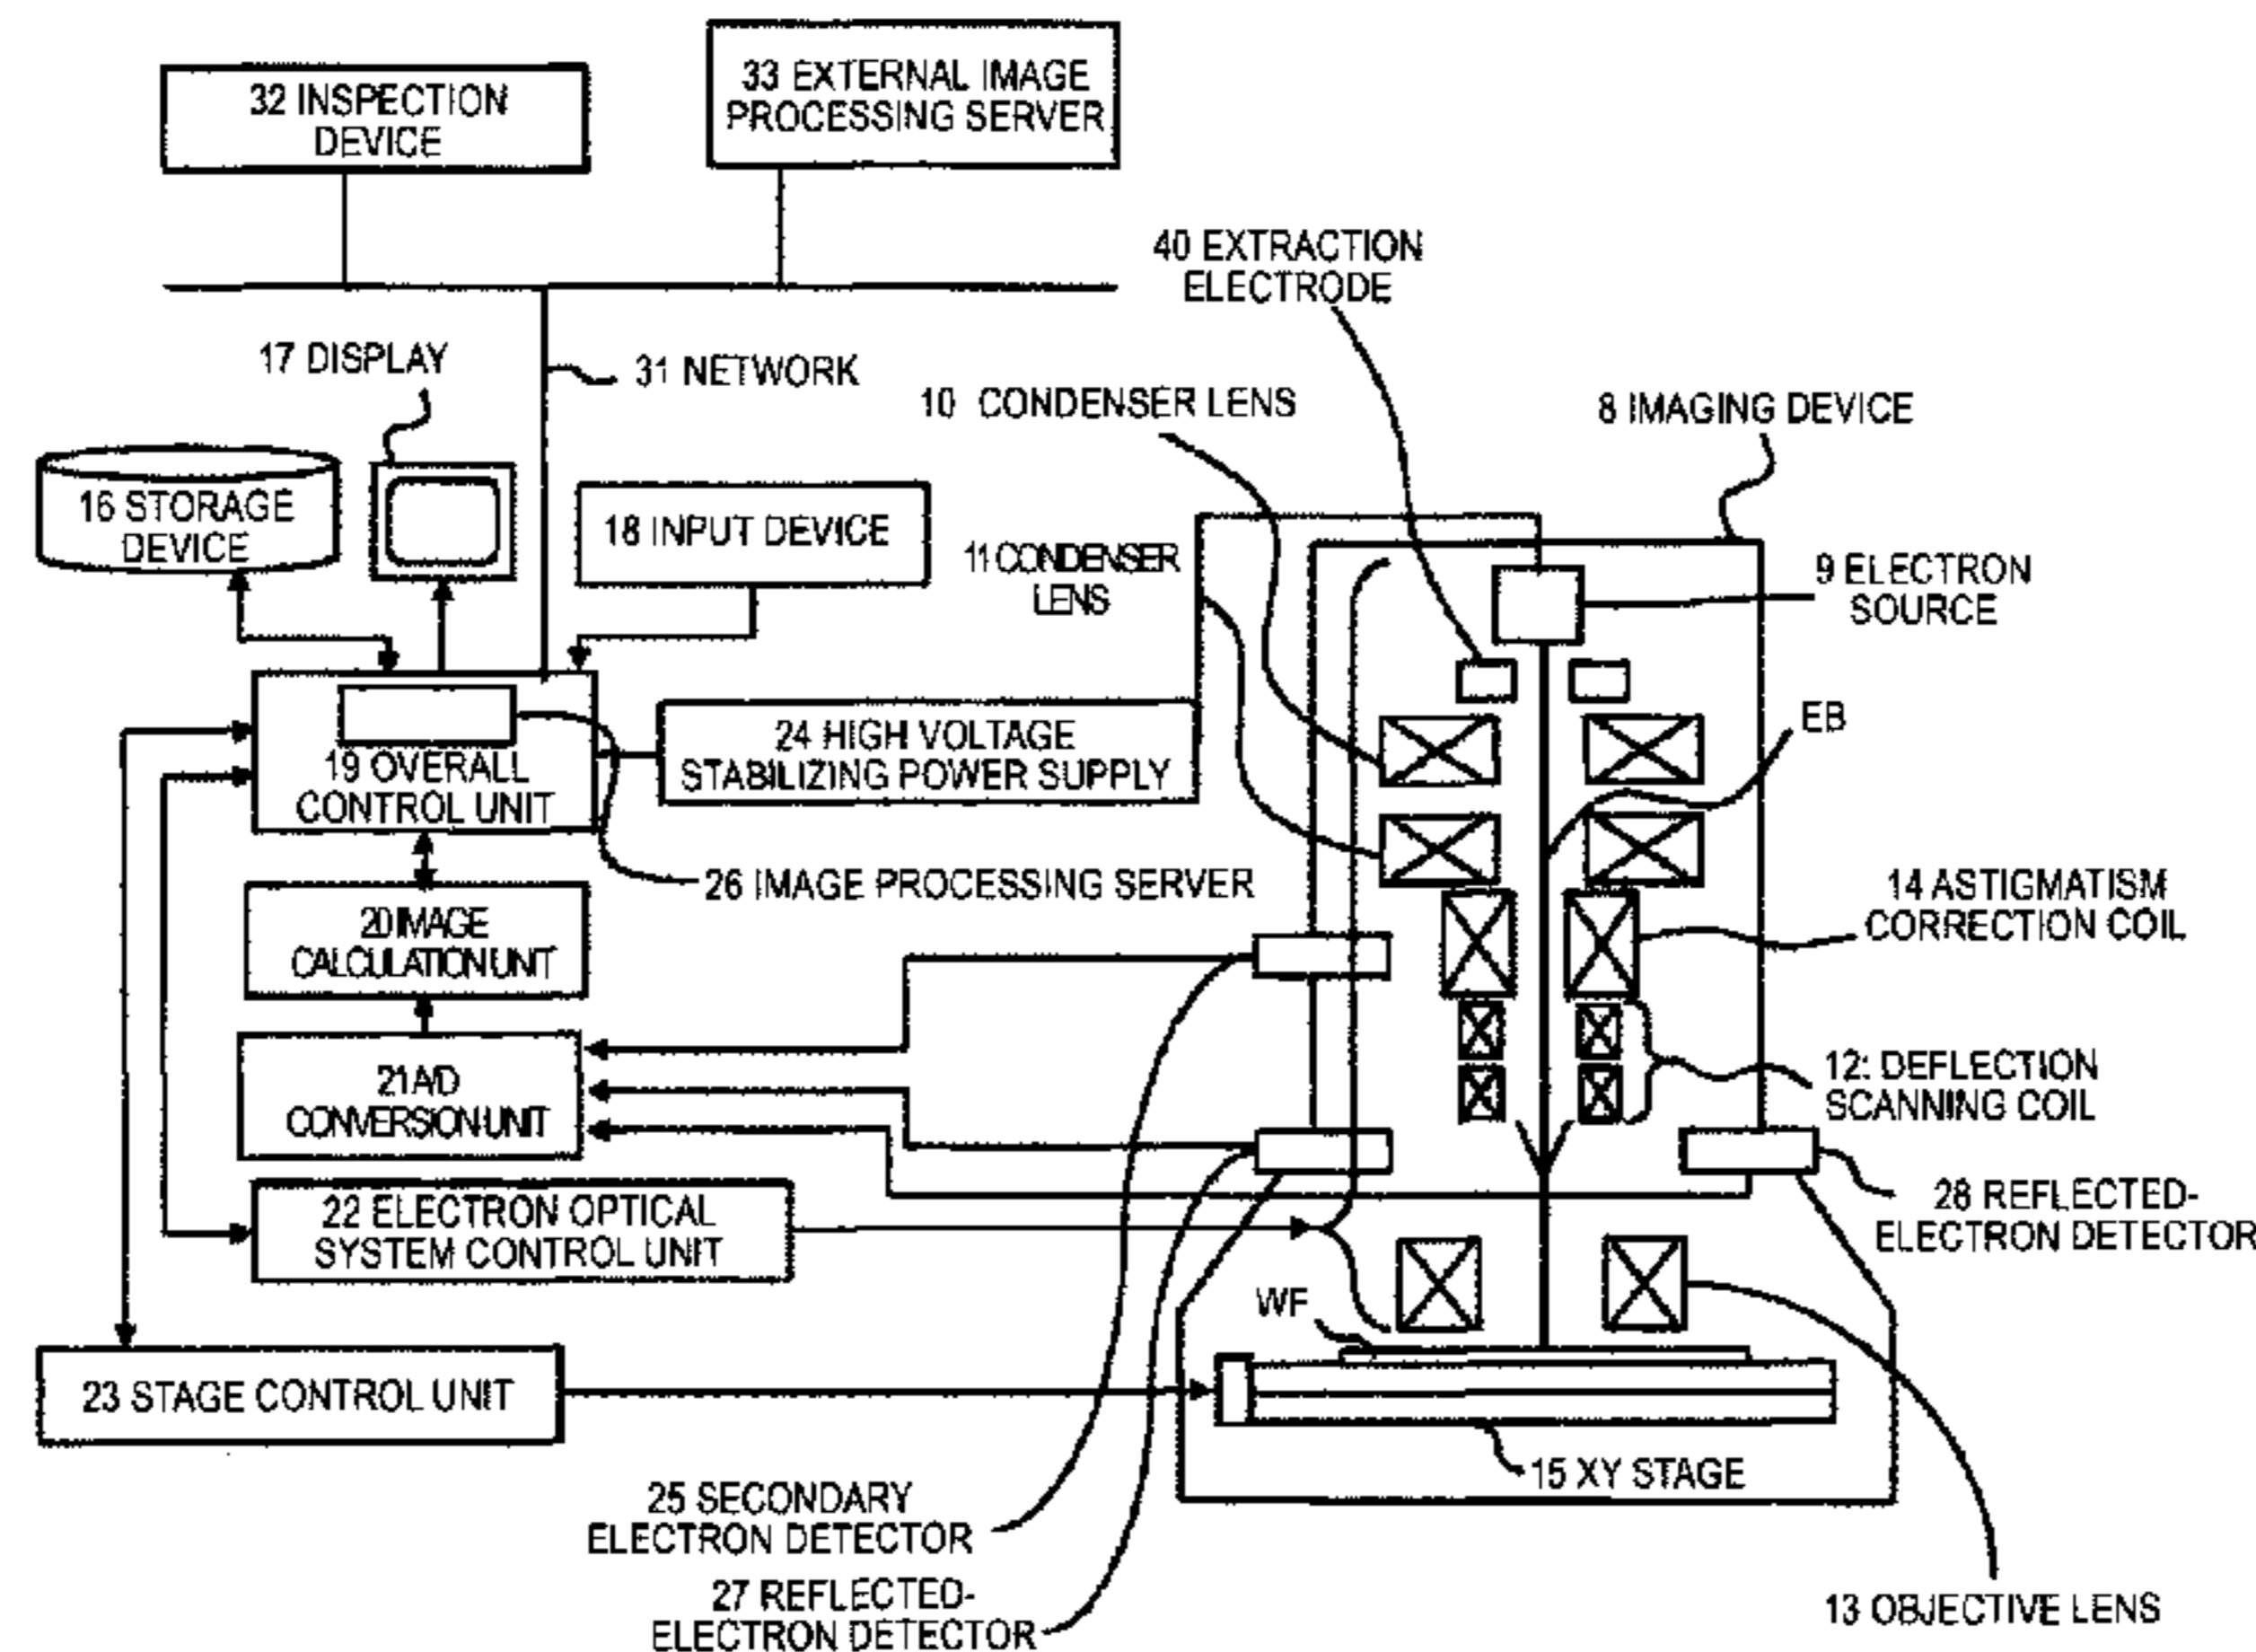 32 INSPECTION
DEVICE
33 EXTERNAL IMAGE
PROCESSING SERVER
40 EXTRACTION
ELECTRODE
17 DISPLAY
31 NETWORK
10 CONDENSER LENS
8 IMAGING DEVICE
16 STORAGE
DEVICE
18 INPUT DEVICE
11 CONDENSER
LENS
9 ELECTRON
SOURCE
EB
24 HIGH VOLTAGE
STABILIZING POWER SUPPLY
19 OVERALL
CONTROL UNIT
26 IMAGE PROCESSING SERVER
14 ASTIGMATISM
CORRECTION COIL
20 IMAGE
CALCULATION UNIT
21 A/D
CONVERSION UNIT
12: DEFLECTION
SCANNING COIL
22 ELECTRON OPTICAL
SYSTEM CONTROL UNIT
28 REFLECTED-
ELECTRON DETECTOR
WF
23 STAGE CONTROL UNIT
15 XY STAGE
25 SECONDARY
ELECTRON DETECTOR
27 REFLECTED-
ELECTRON DETECTOR
13 OBJECTIVE LENS